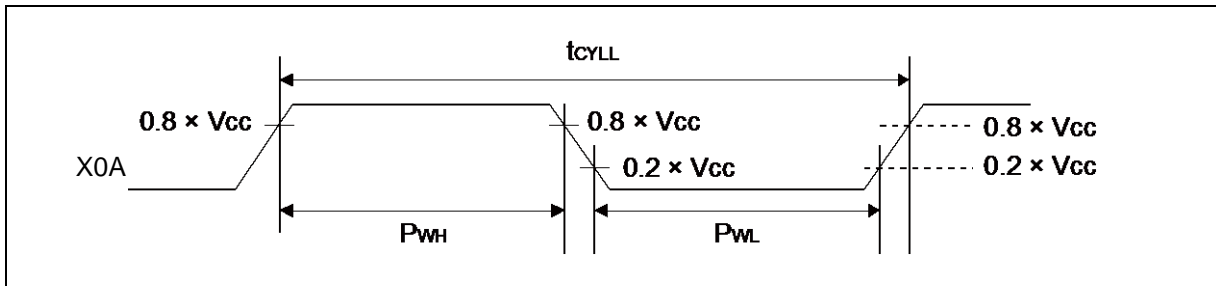 tCYLL
0.8 × Vcc
0.8 × Vcc
0.8 × Vcc
X0A
0.2 × Vcc
0.2 × Vcc
PWH
PWL